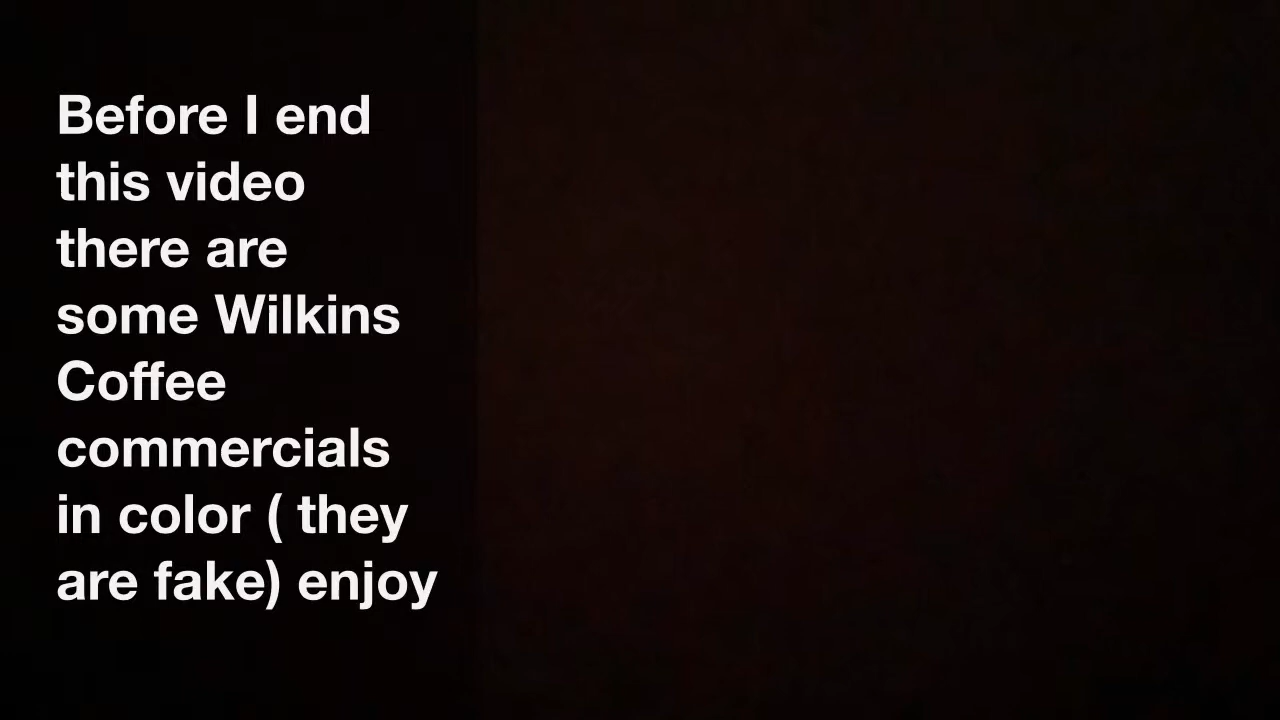 Before I end
this video
there are
some Wilkins
Coffee
commercials
in color ( they
are fake) enjoy